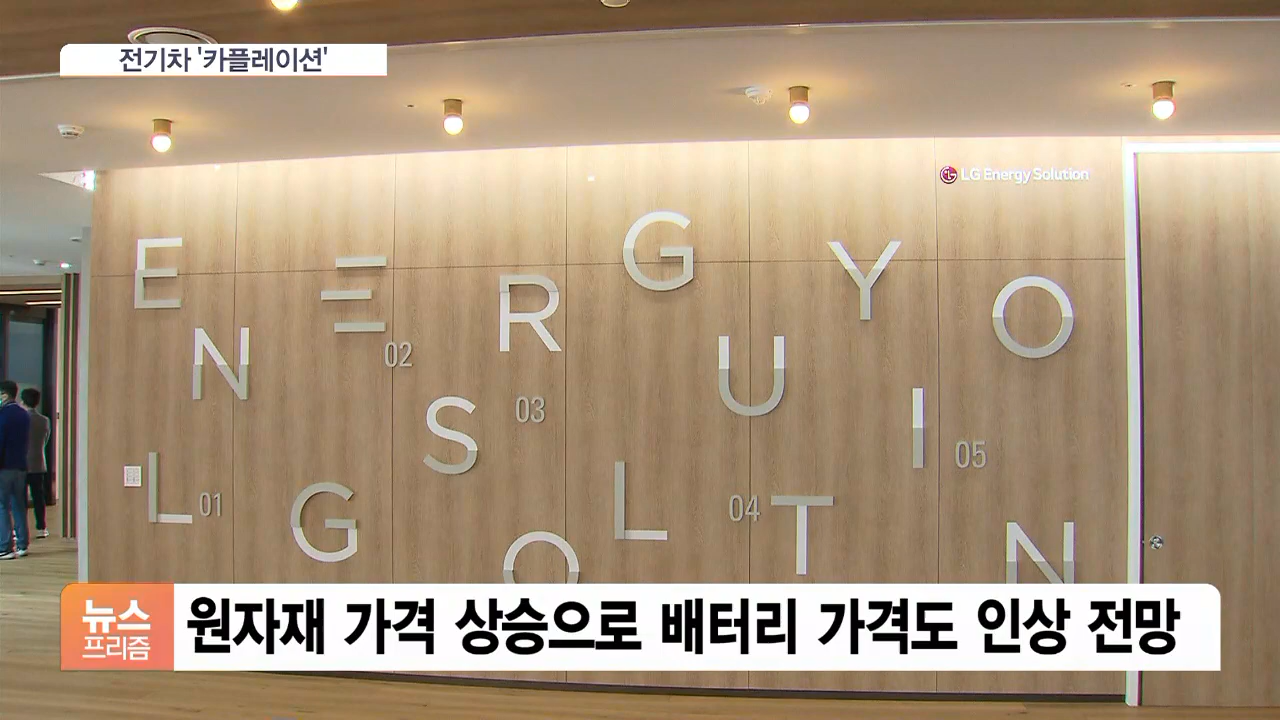 전기차 '카플레이션'
LG Energy Solution
E E R G Y O
N 02 U
S 03 I 05
L 01 G L 04 T
O N
뉴스
프리즘
원자재 가격 상승으로 배터리 가격도 인상 전망